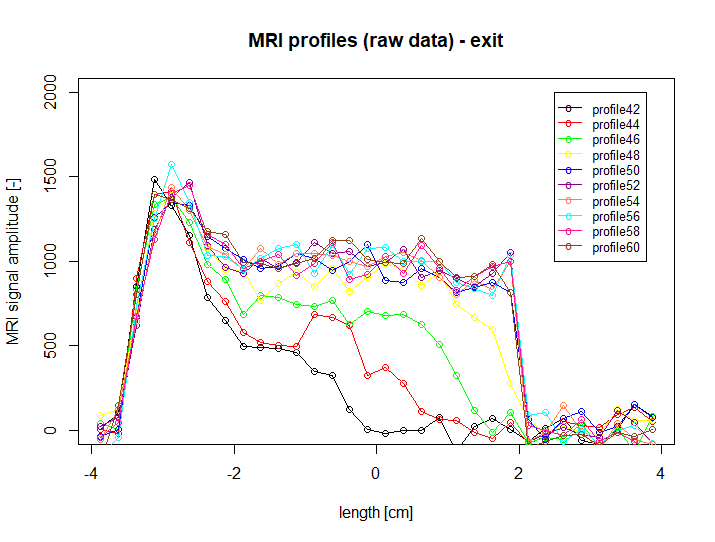 MRI profiles (raw data) - exit
MRI signal amplitude [-]
2000
1500
1000
500
0
profile42
profile44
profile46
profile48
profile50
profile52
profile54
profile56
profile58
profile60
-4 -2 0 2 4
length [cm]